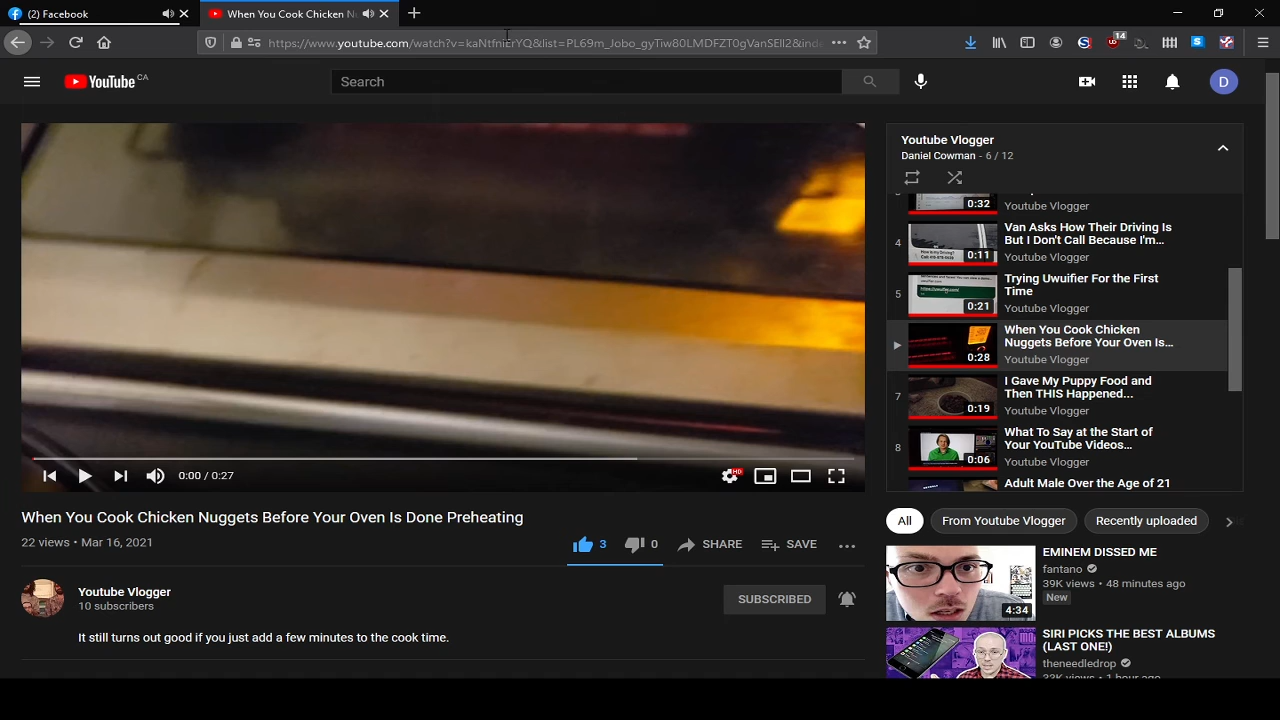 (2) Facebook
When You Cook Chicken N
https://www.youtube.com/watch?v=kaNtfnierYQ&list=PL69m_Jobo_gyTiw80LMDFZT0gVanSEll2&ind
14
YouTube CA
Search
D
Youtube Vlogger
Daniel Cowman - 6 / 12
0:32
Youtube Vlogger
4
Van Asks How Their Driving Is
But I Don't Call Because I'm...
0:11
Youtube Vlogger
5
Trying Uwuifier For the First
Time
0:21
Youtube Vlogger
When You Cook Chicken
Nuggets Before Your Oven Is...
0:28
Youtube Vlogger
7
I Gave My Puppy Food and
Then THIS Happened...
0:19
Youtube Vlogger
8
What To Say at the Start of
Your YouTube Videos...
0:06
Youtube Vlogger
Adult Male Over the Age of 21
0:00 / 0:27
HD
When You Cook Chicken Nuggets Before Your Oven Is Done Preheating
22 views • Mar 16, 2021
3
0
SHARE
SAVE
Youtube Vlogger
10 subscribers
SUBSCRIBED
It still turns out good if you just add a few minutes to the cook time.
All
From Youtube Vlogger
Recently uploaded
EMINEM DISSED ME
fantano
39K views • 48 minutes ago
New
4:34
SIRI PICKS THE BEST ALBUMS
(LAST ONE!)
theneedledrop